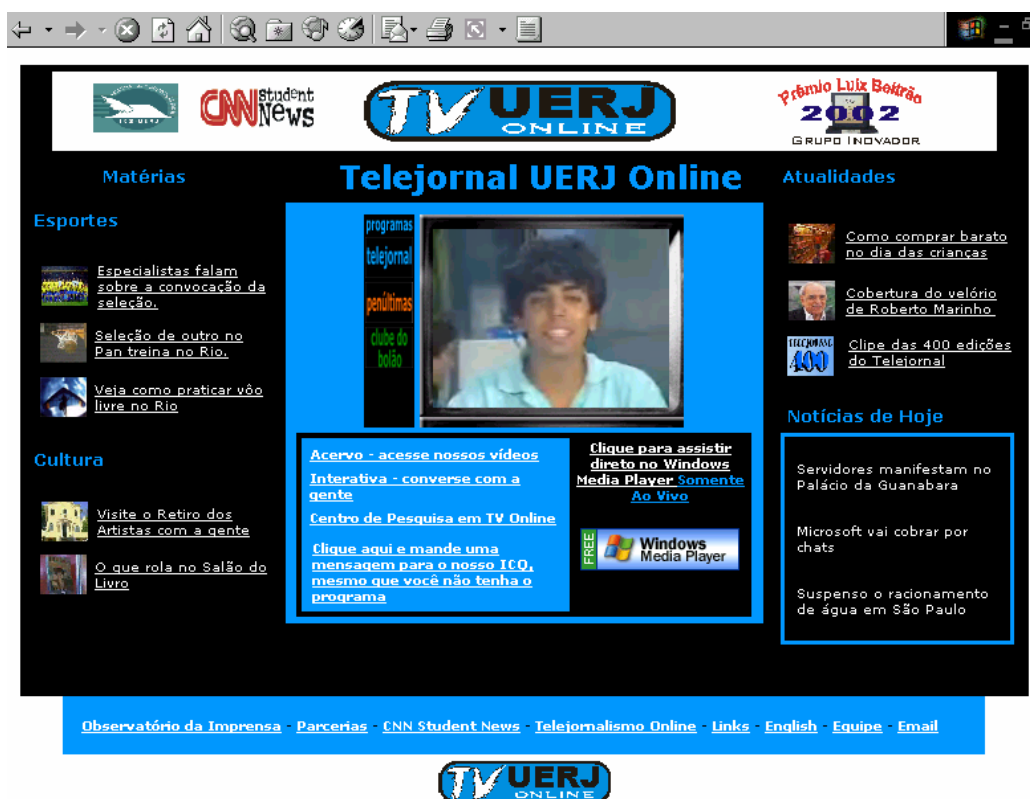 CNN Student News
TV UERJ ONLINE
Prêmio Luiz Beltrão
2002
GRUPO INOVADOR
Matérias
Telejornal UERJ Online
Atualidades
Esportes
Especialistas falam
sobre a convocação da
seleção.
Seleção de outro no
Pan treina no Rio.
Veja como praticar vôo
livre no Rio
Cultura
Visite o Retiro dos
Artistas com a gente
O que rola no Salão do
Livro
programas
telejornal
penúltimas
clube do
bolão
Acervo - acesse nossos vídeos
Interativa - converse com a
gente
Centro de Pesquisa em TV Online
Clique aqui e mande uma
mensagem para o nosso ICQ,
mesmo que você não tenha o
programa
Clique para assistir
direto no Windows
Media Player Somente
Ao Vivo
FREE
Windows
Media Player
Como comprar barato
no dia das crianças
Cobertura do velório
de Roberto Marinho
TELEJORNAL
400
Clipe das 400 edições
do Telejornal
Notícias de Hoje
Servidores manifestam no
Palácio da Guanabara
Microsoft vai cobrar por
chats
Suspenso o racionamento
de água em São Paulo
Observatório da Imprensa - Parcerias - CNN Student News - Telejornalismo Online - Links - English - Equipe - Email
TV UERJ
ONLINE